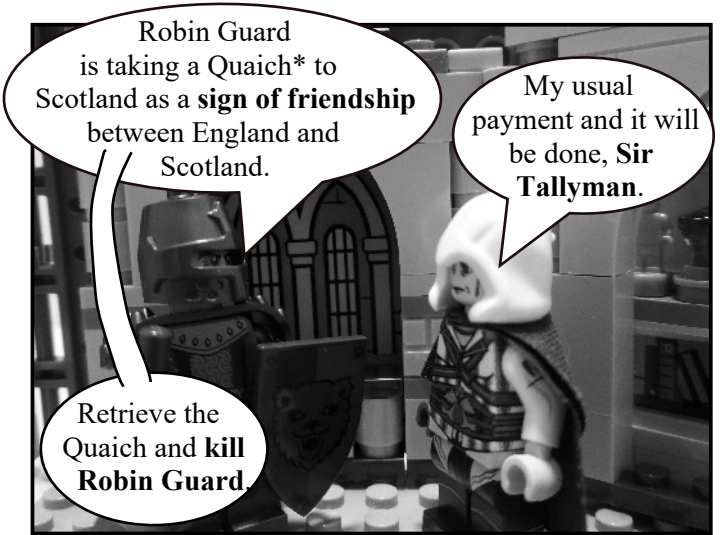 Robin Guard
is taking a Quaich* to
Scotland as a sign of friendship
between England and
Scotland.
Retrieve the
Quaich and kill
Robin Guard.
My usual
payment and it will
be done, Sir
Tallyman.